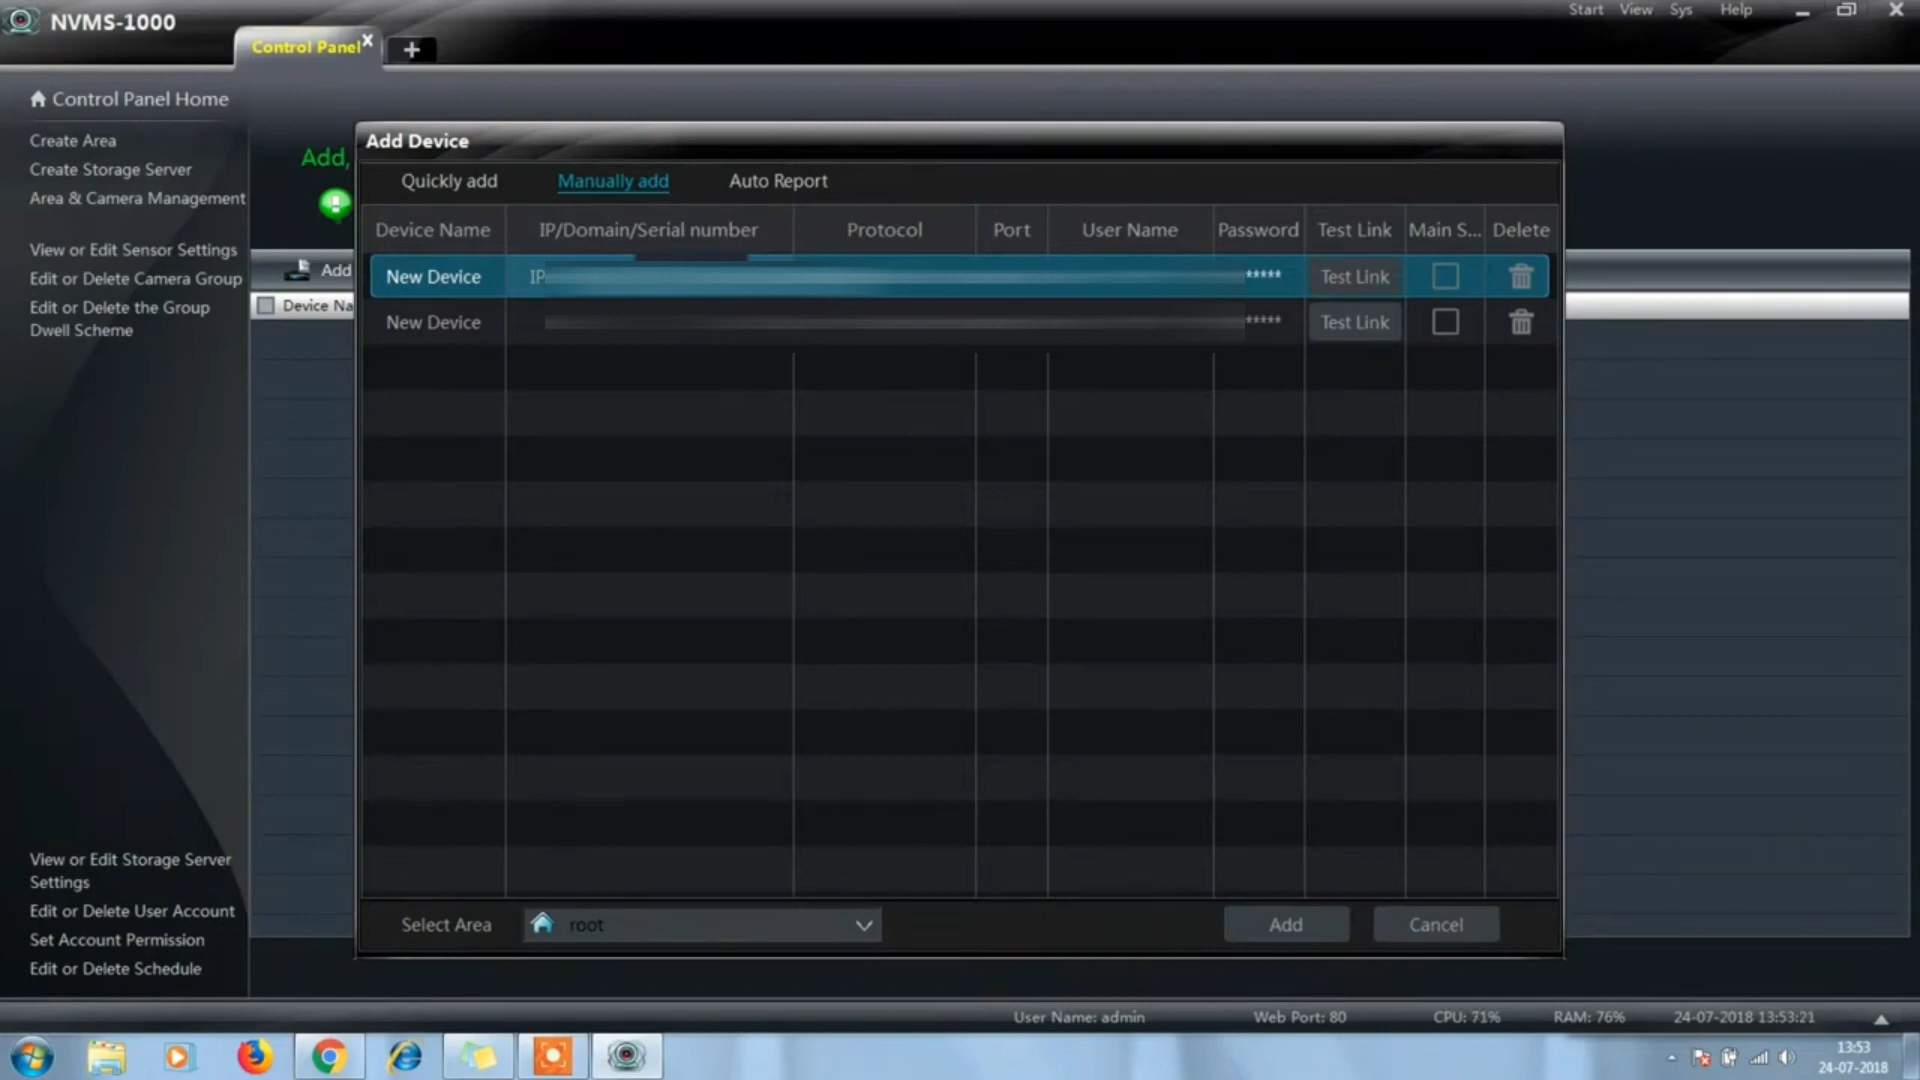 NVMS-1000
Start View Sys Help
Control Panel x +
Control Panel Home
Create Area
Create Storage Server
Area & Camera Management
View or Edit Sensor Settings
Edit or Delete Camera Group
Edit or Delete the Group
Dwell Scheme
View or Edit Storage Server
Settings
Edit or Delete User Account
Set Account Permission
Edit or Delete Schedule
Add,
Add
Device Na
Add Device
Quickly add Manually add Auto Report
Device Name IP/Domain/Serial number Protocol Port User Name Password Test Link Main S... Delete
New Device IP ***** Test Link
New Device ***** Test Link
Select Area root Add Cancel
User Name: admin Web Port: 80 CPU: 71% RAM: 76% 24-07-2018 13:53:21
13:53
24-07-2018